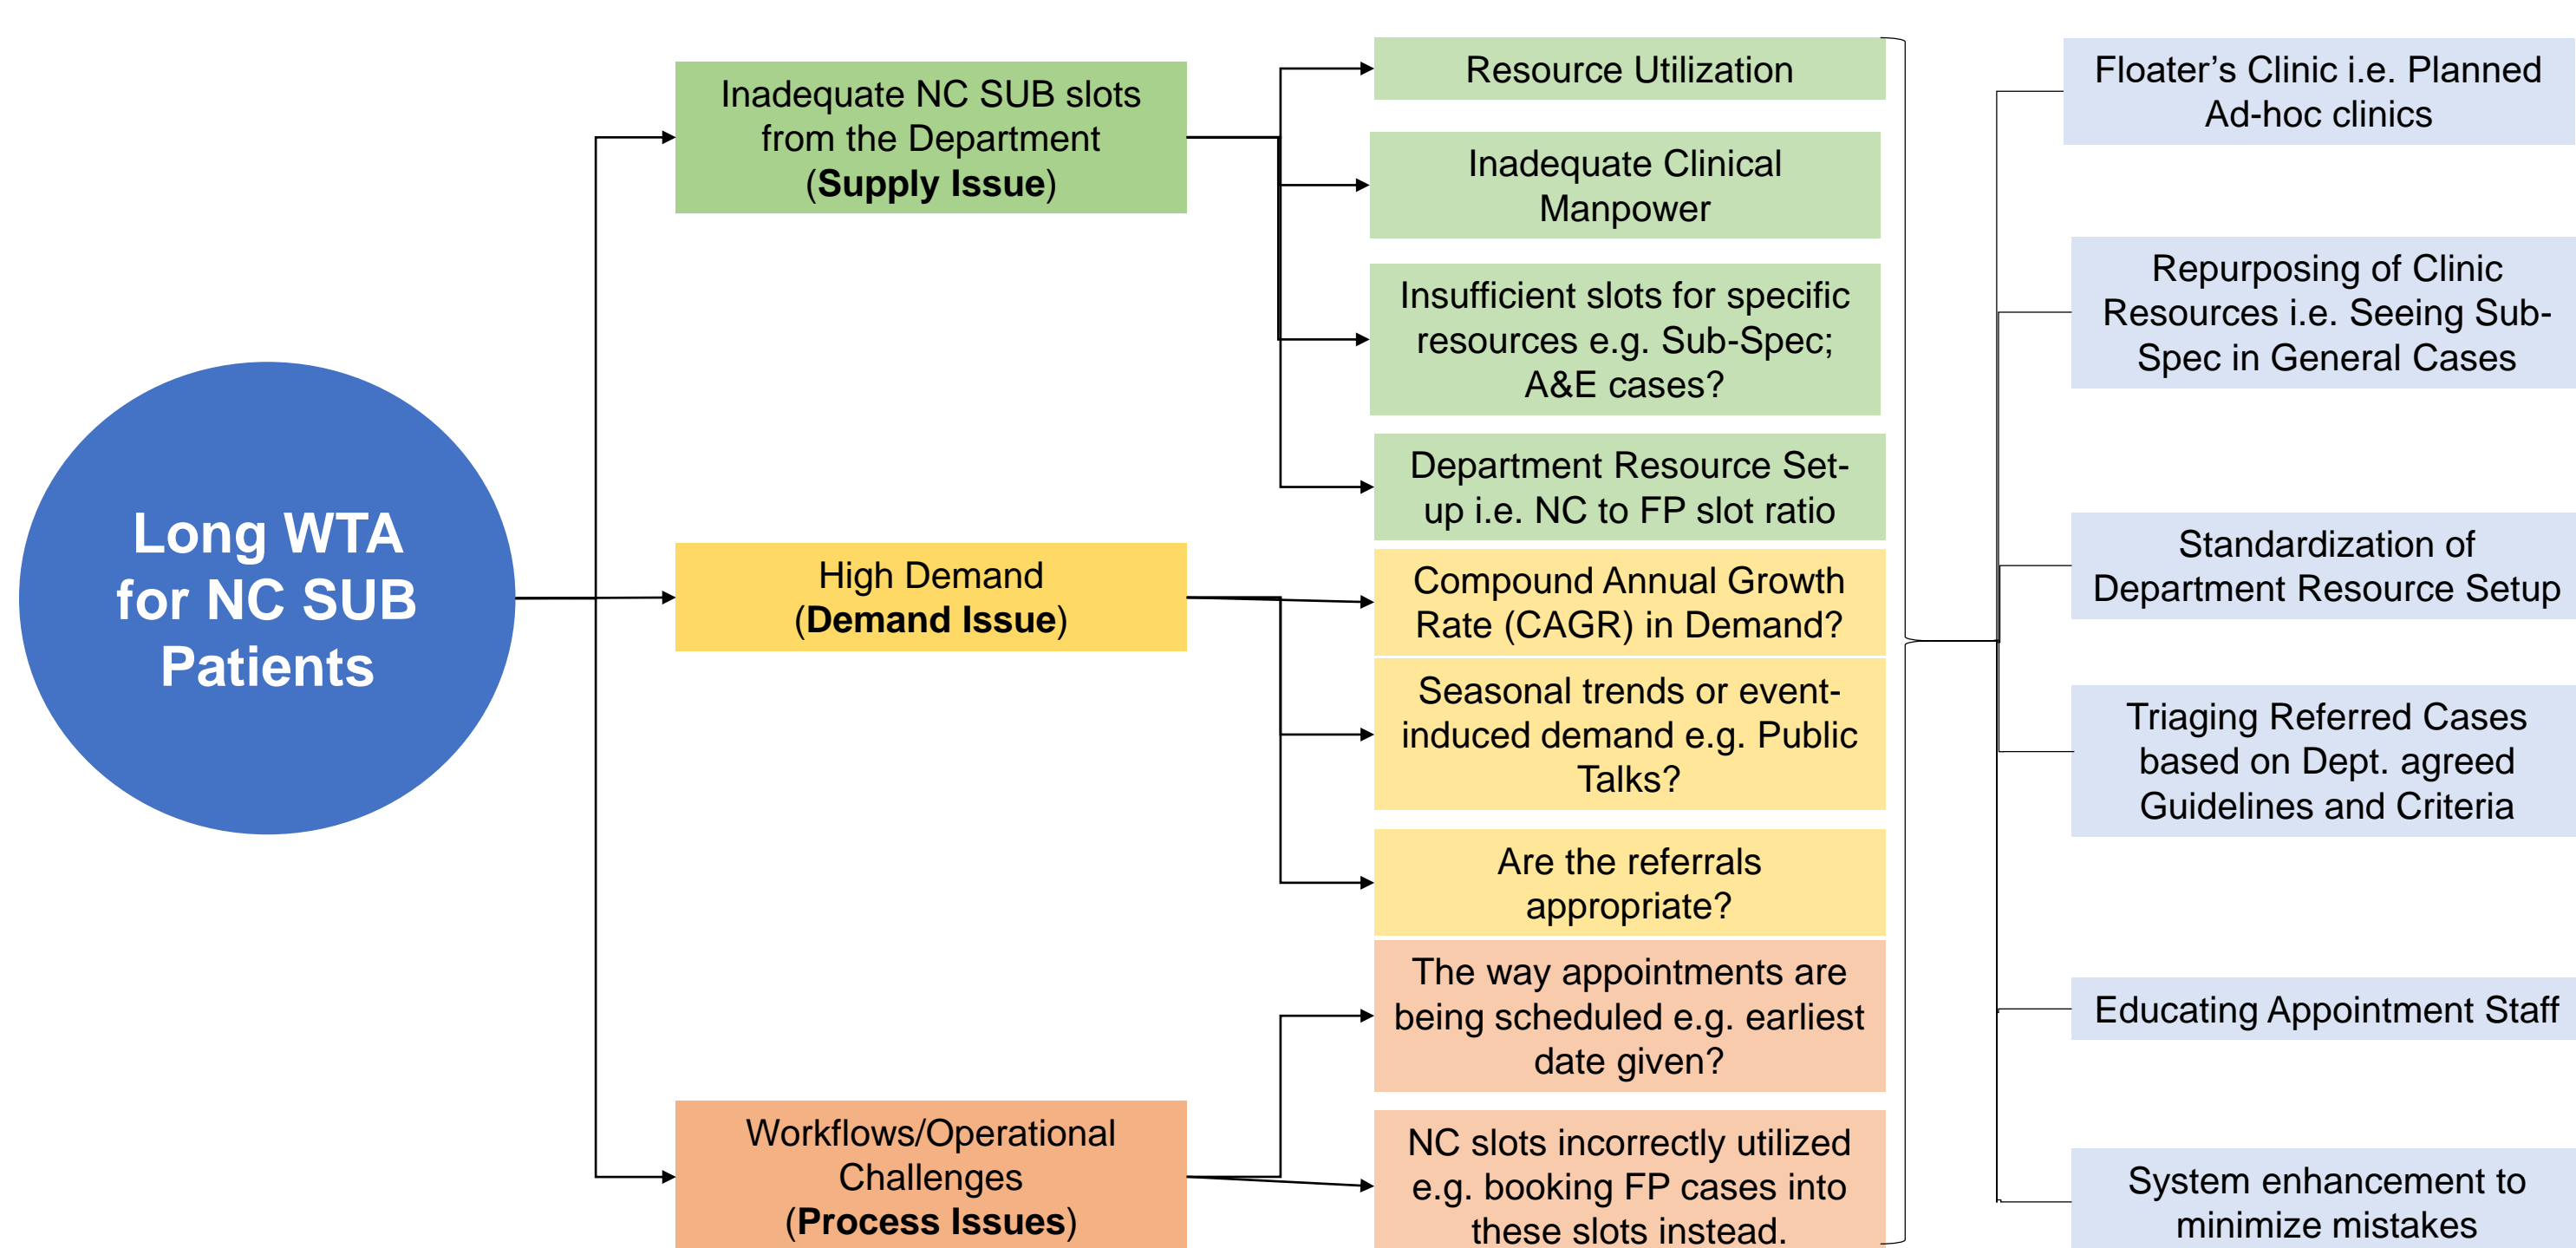 Long WTA
for NC SUB
Patients
Inadequate NC SUB slots
from the Department
(Supply Issue)
High Demand
(Demand Issue)
Workflows/Operational
Challenges
(Process Issues)
Resource Utilization
Inadequate Clinical
Manpower
Insufficient slots for specific
resources e.g. Sub-Spec;
A&E cases?
Department Resource Set-
up i.e. NC to FP slot ratio
Compound Annual Growth
Rate (CAGR) in Demand?
Seasonal trends or event-
induced demand e.g. Public
Talks?
Are the referrals
appropriate?
The way appointments are
being scheduled e.g. earliest
date given?
NC slots incorrectly utilized
e.g. booking FP cases into
these slots instead.
Floater’s Clinic i.e. Planned
Ad-hoc clinics
Repurposing of Clinic
Resources i.e. Seeing Sub-
Spec in General Cases
Standardization of
Department Resource Setup
Triaging Referred Cases
based on Dept. agreed
Guidelines and Criteria
Educating Appointment Staff
System enhancement to
minimize mistakes